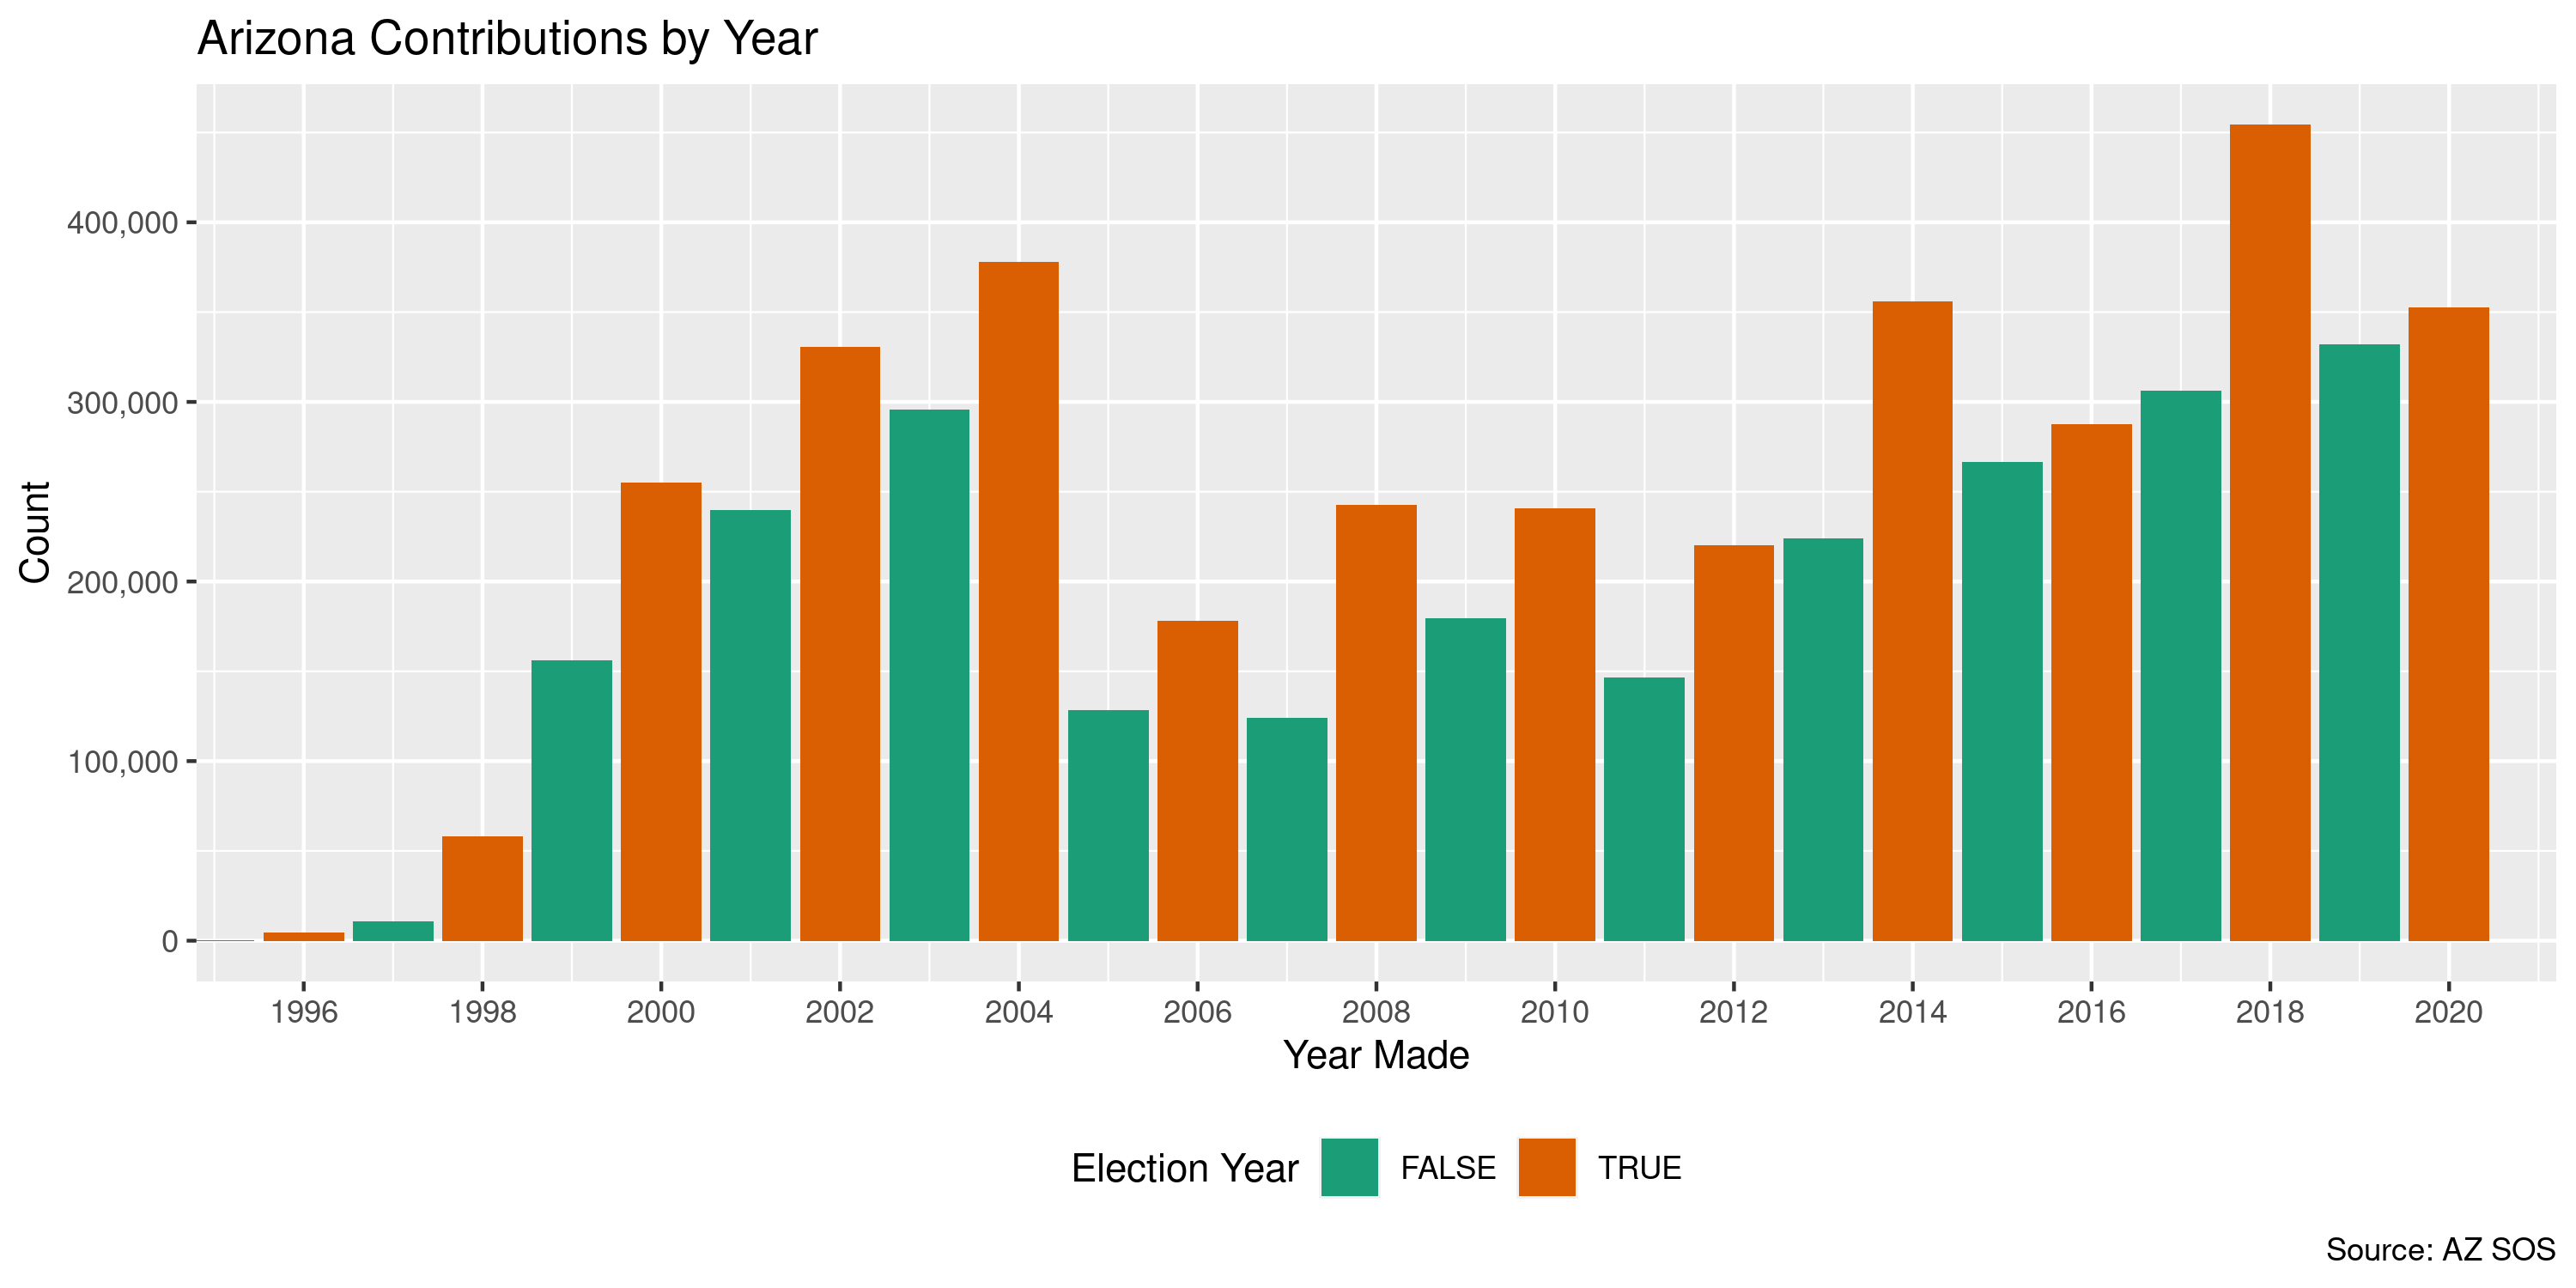 Arizona Contributions by Year
Count
400,000
300,000
200,000
100,000
0
1996 1998 2000 2002 2004 2006 2008 2010 2012 2014 2016 2018 2020
Year Made
Election Year FALSE TRUE
Source: AZ SOS